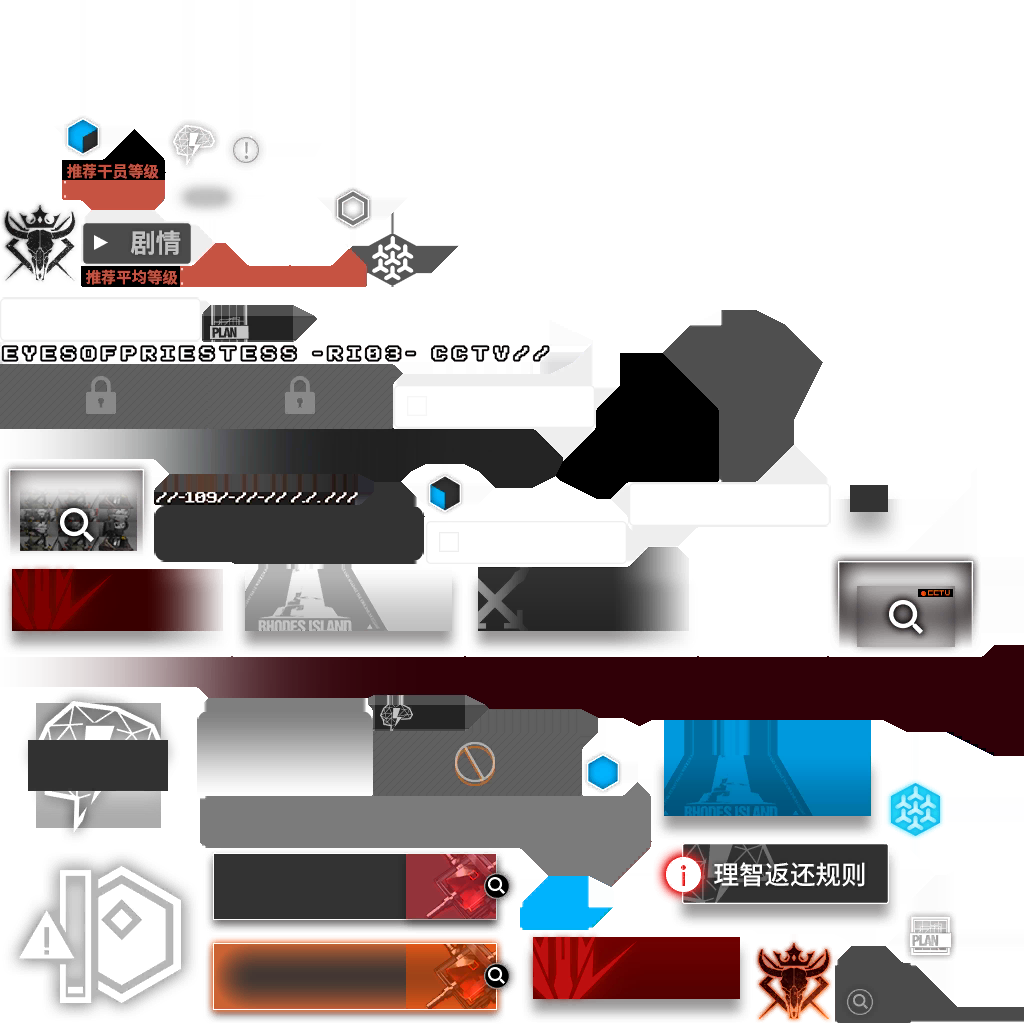 推荐干员等级
剧情
推荐平均等级
PLAN
EYESOFPRIESTESS -RI03- CCTV//
//-109/-//-// /././//
RHODES ISLAND
CCTV
RHODES ISLAND
理智返还规则
PLAN